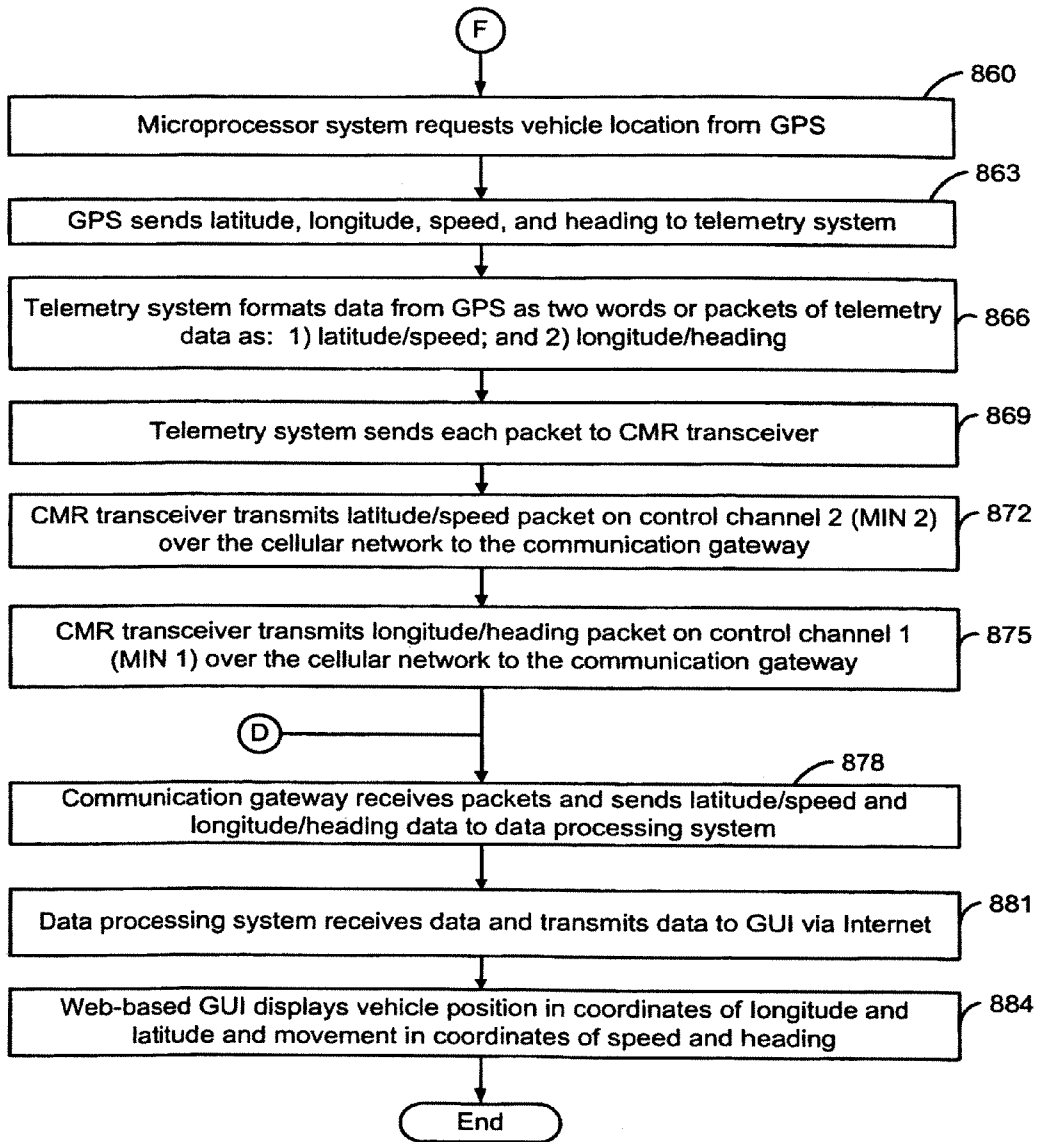 F
860
Microprocessor system requests vehicle location from GPS
863
GPS sends latitude, longitude, speed, and heading to telemetry system
Telemetry system formats data from GPS as two words or packets of telemetry
data as: 1) latitude/speed; and 2) longitude/heading
866
869
Telemetry system sends each packet to CMR transceiver
CMR transceiver transmits latitude/speed packet on control channel 2 (MIN 2)
over the cellular network to the communication gateway
872
CMR transceiver transmits longitude/heading packet on control channel 1
(MIN 1) over the cellular network to the communication gateway
875
D
878
Communication gateway receives packets and sends latitude/speed and
longitude/heading data to data processing system
881
Data processing system receives data and transmits data to GUI via Internet
Web-based GUI displays vehicle position in coordinates of longitude and
latitude and movement in coordinates of speed and heading
884
End